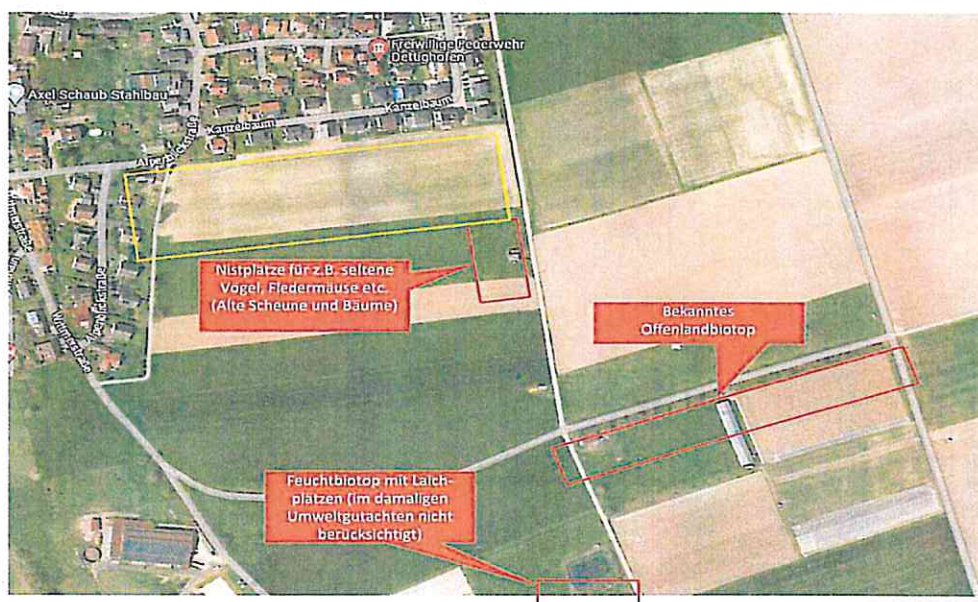 Freiwillige Feuerwehr
Dettighofen
Axel Schaub Stahlbau
Kanzelbaum
Kanzelbaum
Alpenblickstraße
Alpenblickstraße
Nistplätze für z.B. seltene
Vögel, Fledermäuse etc.
(Alte Scheune und Bäume)
Bekanntes
Offenlandbiotop
Feuchtbiotop mit Laich-
plätzen (im damaligen
Umweltgutachten nicht
berücksichtigt)